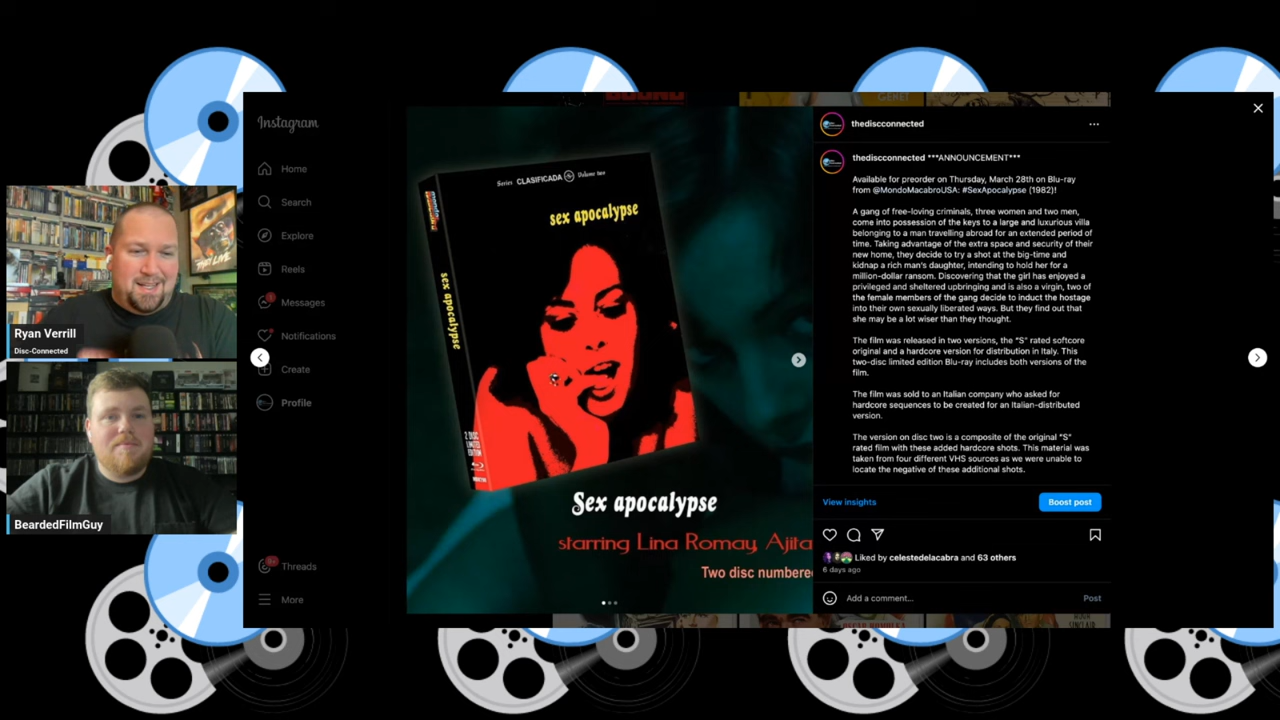 GENET
Instagram
Home
Search
Explore
Reels
Messages
Notifications
Create
Profile
Threads
More
THEY LIVE
Ryan Verrill
Disc-Connected
BeardedFilmGuy
Series CLASIFICADA Volume two
sex apocalypse
sex apocalypse
2 DISC
LIMITED
EDITION
Sex apocalypse
starring Lina Romay, Ajita
Two disc numbered
thediscconnected
thediscconnected ***ANNOUNCEMENT***
Available for preorder on Thursday, March 28th on Blu-ray
from @MondoMacabroUSA: #SexApocalypse (1982)!
A gang of free-loving criminals, three women and two men,
come into possession of the keys to a large and luxurious villa
belonging to a man travelling abroad for an extended period of
time. Taking advantage of the extra space and security of their
new home, they decide to try a shot at the big-time and
kidnap a rich man's daughter, intending to hold her for a
million-dollar ransom. Discovering that the girl has enjoyed a
privileged and sheltered upbringing and is also a virgin, two of
the female members of the gang decide to induct the hostage
into their own sexually liberated ways. But they find out that
she may be a lot wiser than they thought.
The film was released in two versions, the "S" rated softcore
original and a hardcore version for distribution in Italy. This
two-disc limited edition Blu-ray includes both versions of the
film.
The film was sold to an Italian company who asked for
hardcore sequences to be created for an Italian-distributed
version.
The version on disc two is a composite of the original "S"
rated film with these added hardcore shots. This material was
taken from four different VHS sources as we were unable to
locate the negative of these additional shots.
View insights
Boost post
Liked by celestedelacabra and 63 others
6 days ago
Add a comment...
Post